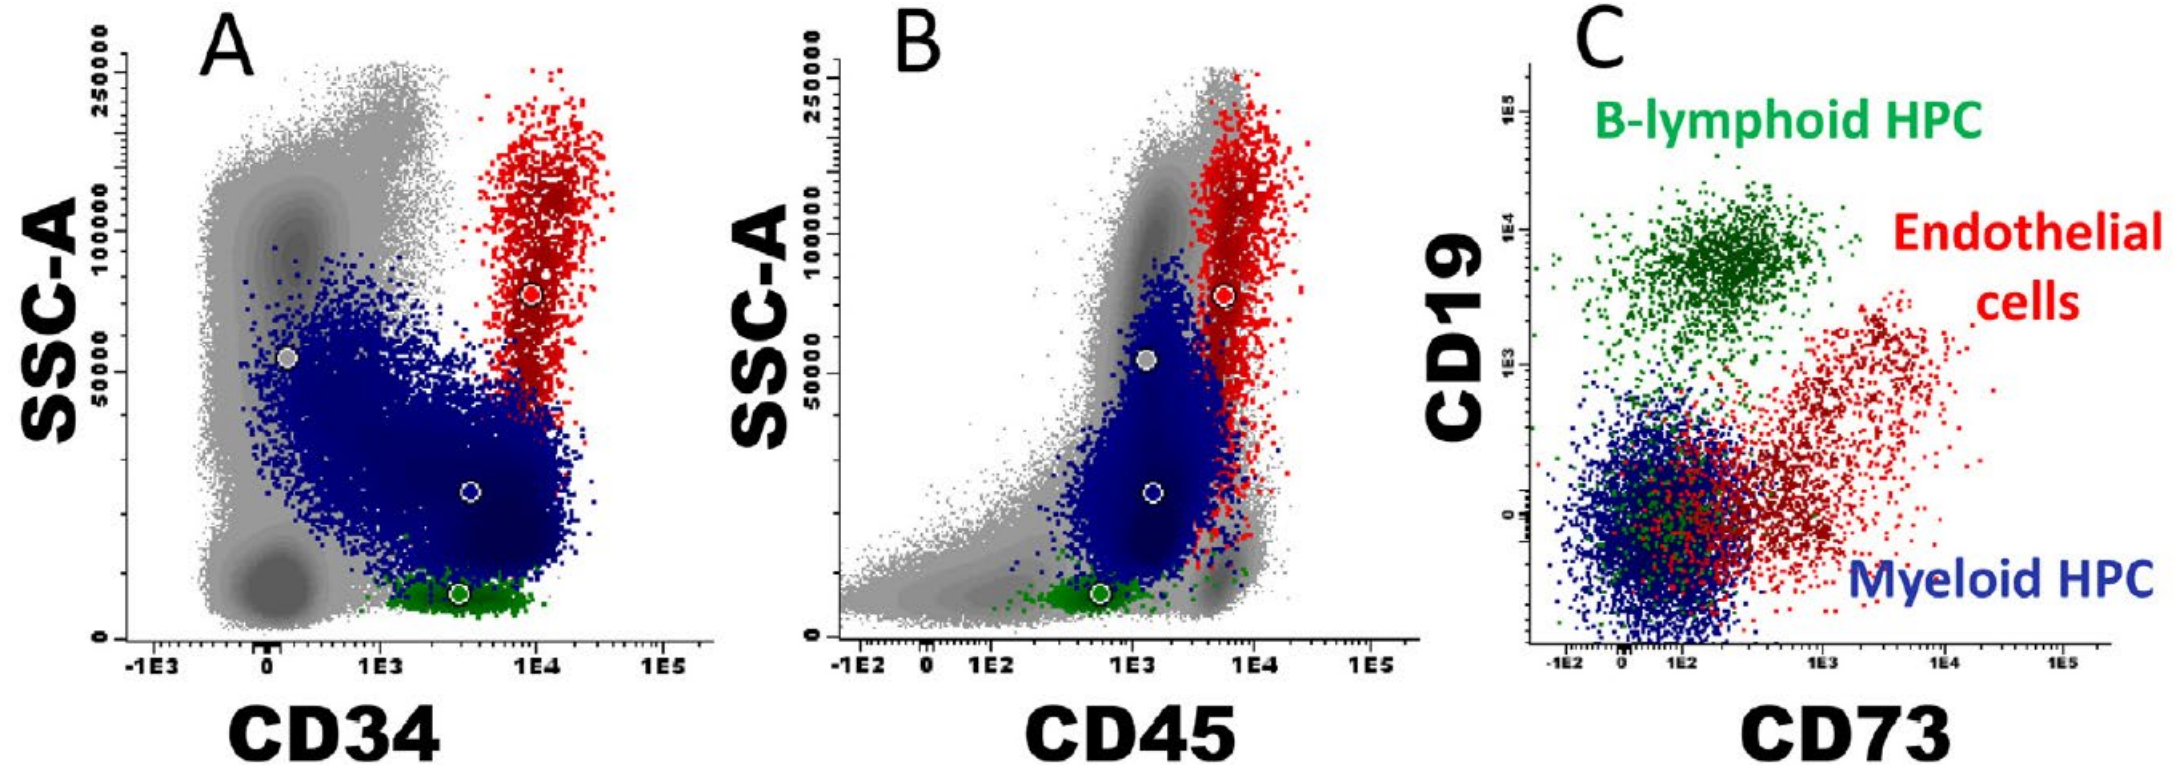 A
SSC-A
250000
100000
50000
0
-1E3 0 1E3 1E4 1E5
CD34
B
SSC-A
250000
100000
50000
0
-1E2 0 1E2 1E3 1E4 1E5
CD45
C
CD19
1E5
1E4
1E3
0
B-lymphoid HPC
Endothelial
cells
Myeloid HPC
-1E2 0 1E2 1E3 1E4 1E5
CD73